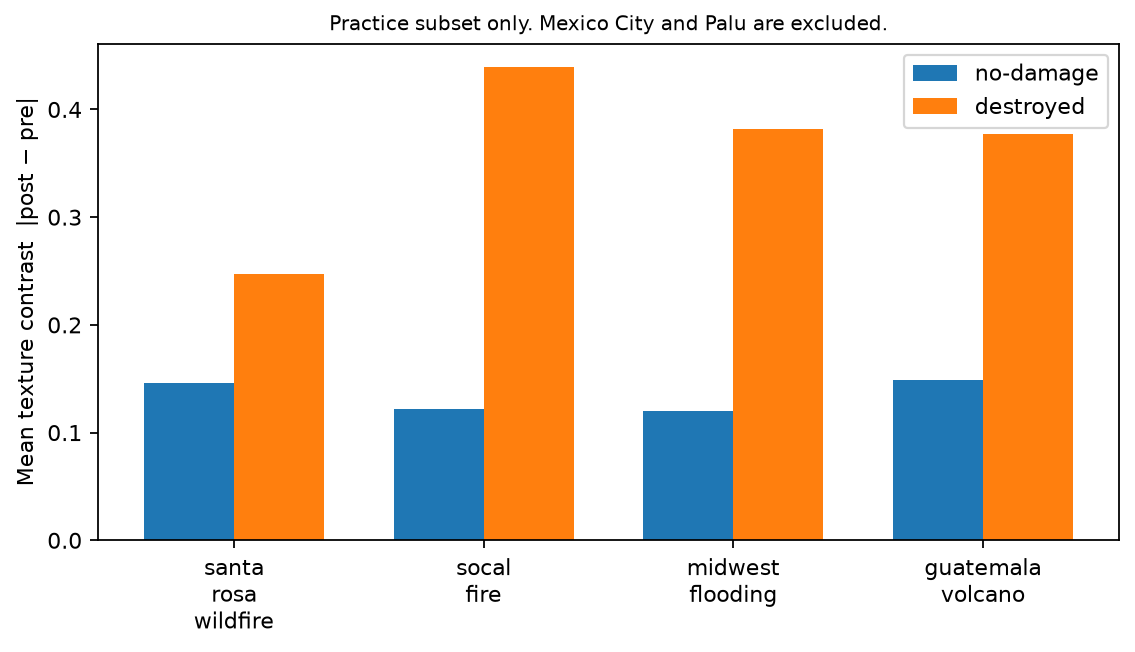 Practice subset only. Mexico City and Palu are excluded.
Mean texture contrast |post − pre|
0.4
0.3
0.2
0.1
0.0
no-damage
destroyed
santa
rosa
wildfire
socal
fire
midwest
flooding
guatemala
volcano